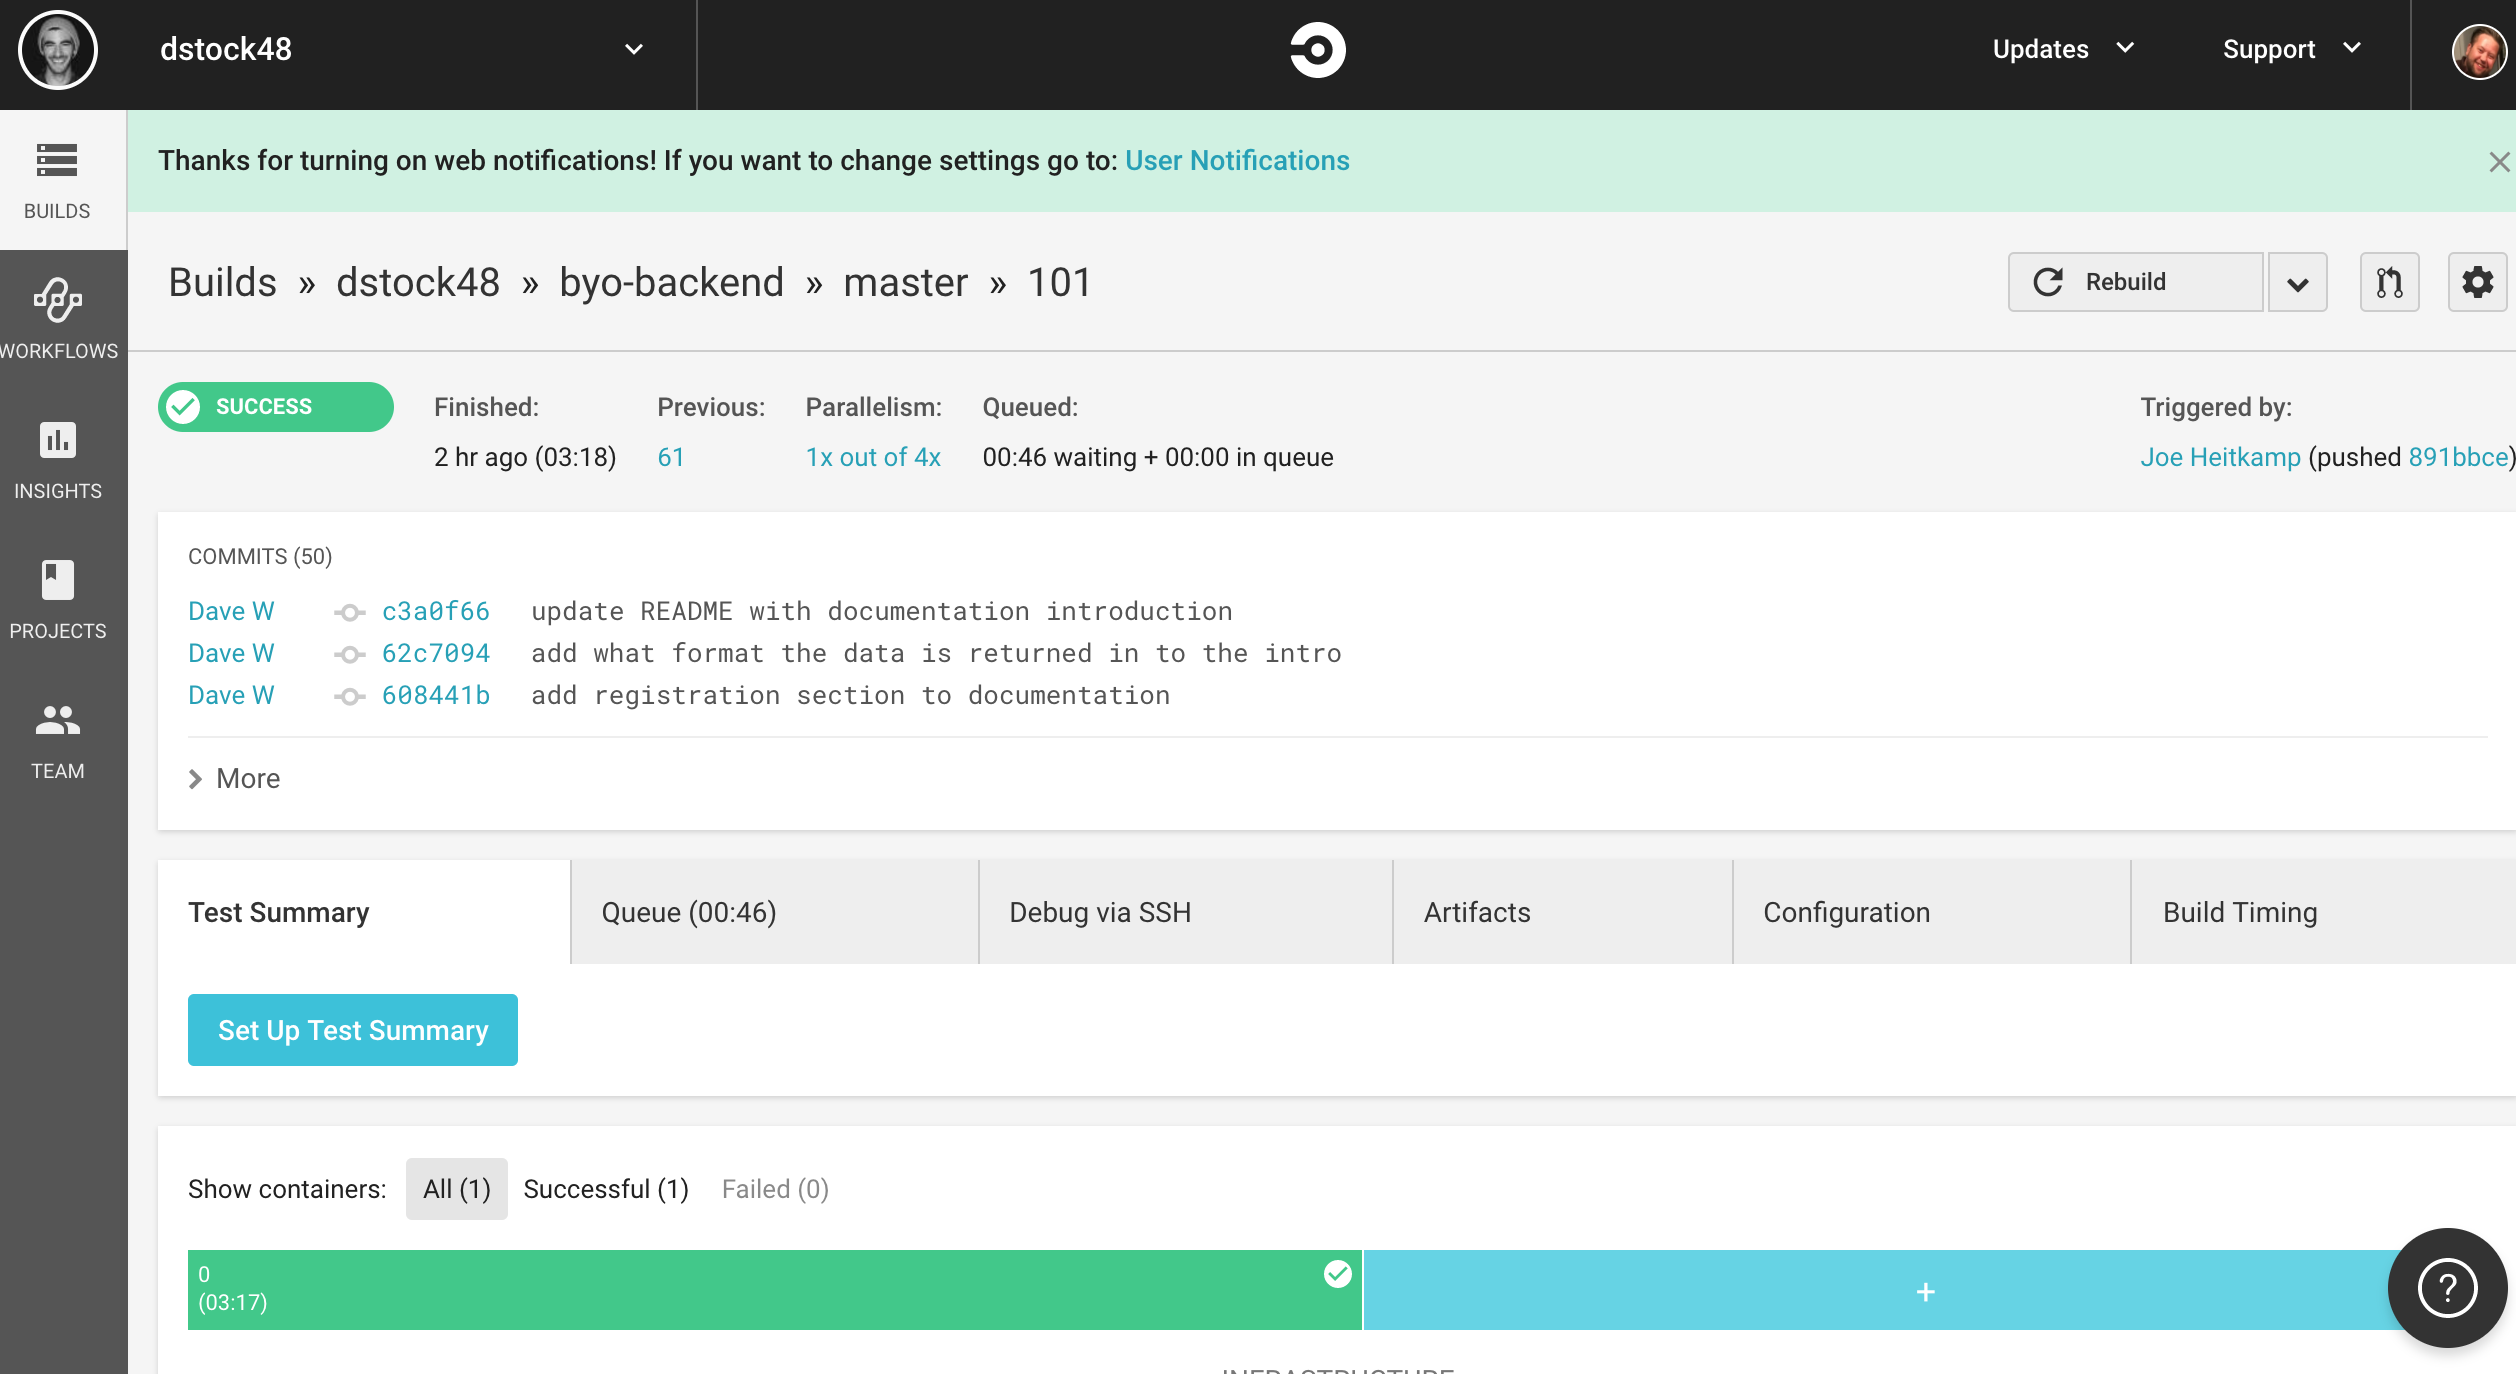 dstock48
Updates
Support
BUILDS
WORKFLOWS
INSIGHTS
PROJECTS
TEAM
Thanks for turning on web notifications! If you want to change settings go to: User Notifications
Builds » dstock48 » byo-backend » master » 101
Rebuild
SUCCESS
Finished:
2 hr ago (03:18)
Previous:
61
Parallelism:
1x out of 4x
Queued:
00:46 waiting + 00:00 in queue
Triggered by:
Joe Heitkamp (pushed 891bbce)
COMMITS (50)
Dave W c3a0f66 update README with documentation introduction
Dave W 62c7094 add what format the data is returned in to the intro
Dave W 608441b add registration section to documentation
More
Test Summary
Queue (00:46)
Debug via SSH
Artifacts
Configuration
Build Timing
Set Up Test Summary
Show containers: All (1) Successful (1) Failed (0)
0
(03:17)
+
?
INFRASTRUCTURE